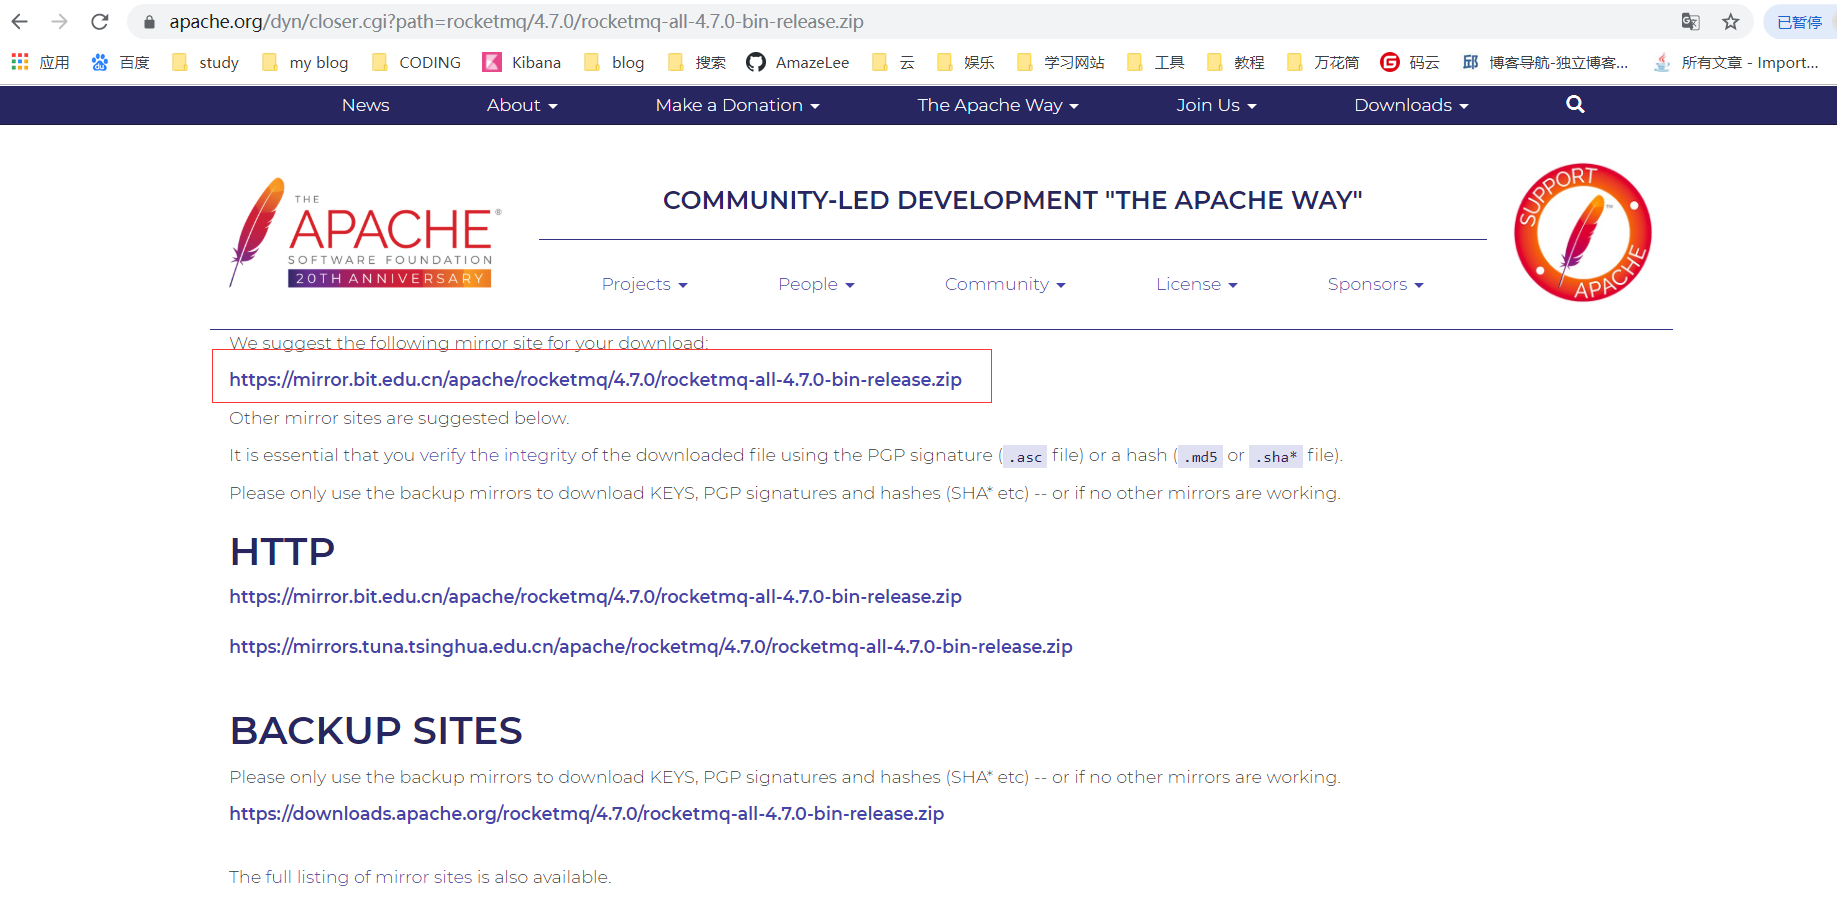 apache.org/dyn/closer.cgi?path=rocketmq/4.7.0/rocketmq-all-4.7.0-bin-release.zip
已暂停
应用 百度 study my blog CODING Kibana blog 搜索 AmazeLee 云 娱乐 学习网站 工具 教程 万花筒 码云 邱 博客导航-独立博客... 所有文章 - Import...
News About Make a Donation The Apache Way Join Us Downloads
THE
APACHE®
SOFTWARE FOUNDATION
20TH ANNIVERSARY
COMMUNITY-LED DEVELOPMENT "THE APACHE WAY"
Projects People Community License Sponsors
SUPPORT
APACHE
We suggest the following mirror site for your download:
https://mirror.bit.edu.cn/apache/rocketmq/4.7.0/rocketmq-all-4.7.0-bin-release.zip
Other mirror sites are suggested below.
It is essential that you verify the integrity of the downloaded file using the PGP signature (.asc file) or a hash (.md5 or .sha* file).
Please only use the backup mirrors to download KEYS, PGP signatures and hashes (SHA* etc) -- or if no other mirrors are working.
HTTP
https://mirror.bit.edu.cn/apache/rocketmq/4.7.0/rocketmq-all-4.7.0-bin-release.zip
https://mirrors.tuna.tsinghua.edu.cn/apache/rocketmq/4.7.0/rocketmq-all-4.7.0-bin-release.zip
BACKUP SITES
Please only use the backup mirrors to download KEYS, PGP signatures and hashes (SHA* etc) -- or if no other mirrors are working.
https://downloads.apache.org/rocketmq/4.7.0/rocketmq-all-4.7.0-bin-release.zip
The full listing of mirror sites is also available.